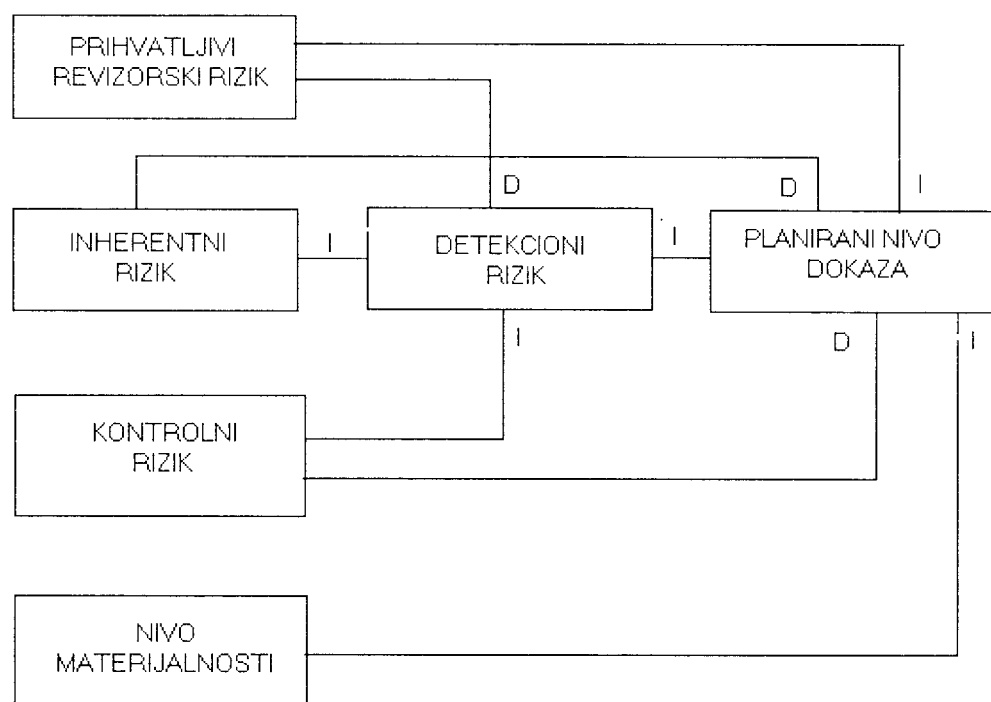 PRIHVATLJIVI
REVIZORSKI RIZIK
D
D
I
INHERENTNI
RIZIK
I
DETEKCIONI
RIZIK
I
PLANIRANI NIVO
DOKAZA
I
D
I
KONTROLNI
RIZIK
NIVO
MATERIJALNOSTI